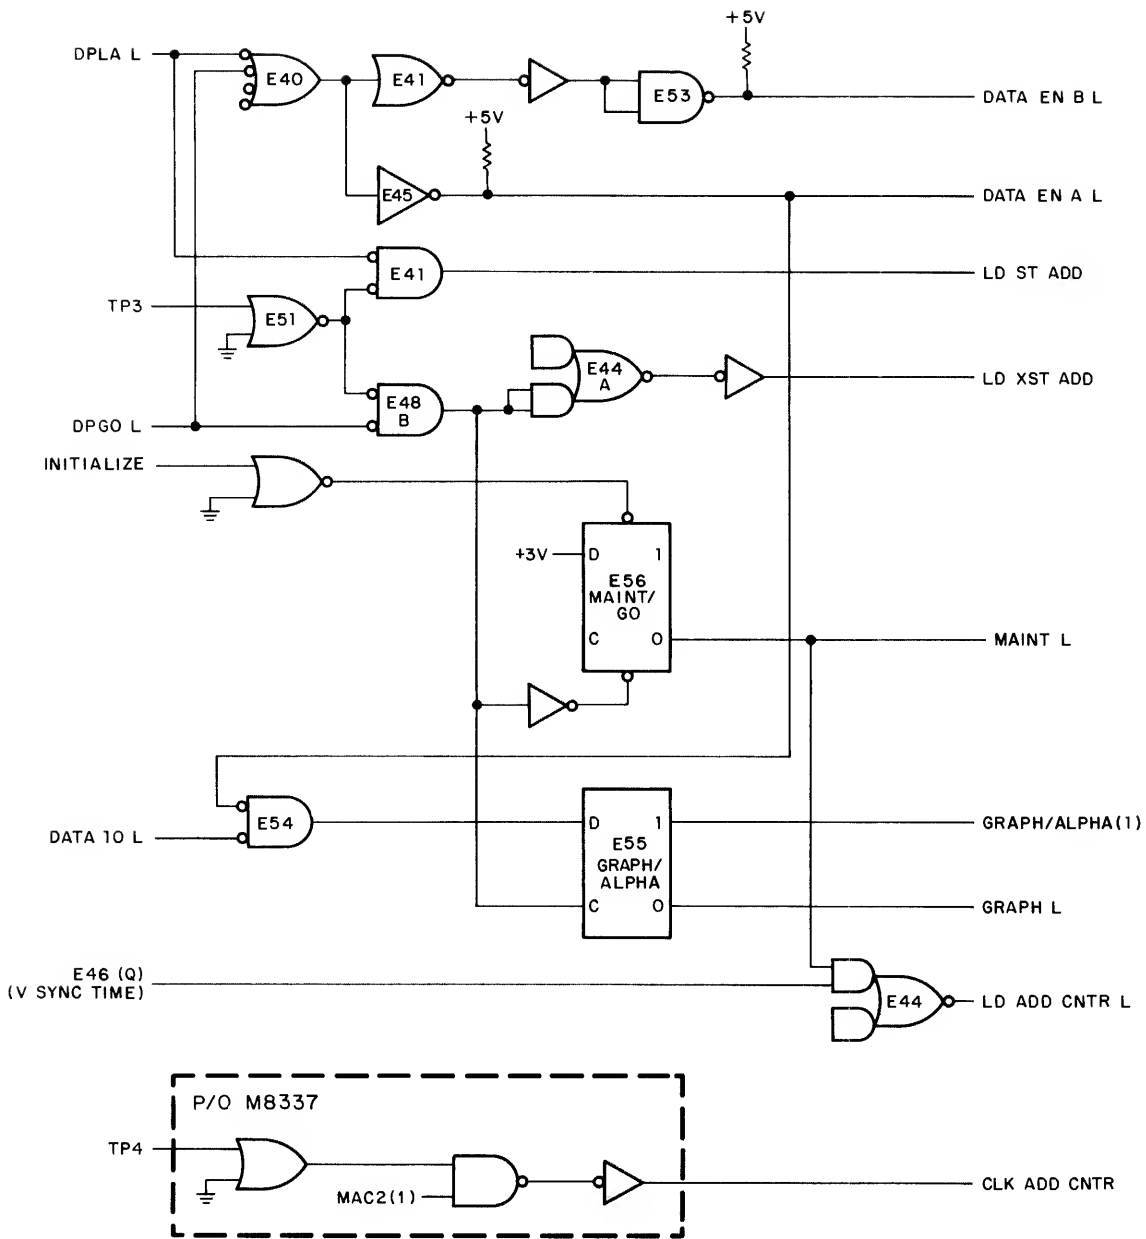 +5V
DPLA L
E40
E41
E53
DATA EN B L
+5V
E45
DATA EN A L
E41
LD ST ADD
TP3
E51
E44
A
LD XST ADD
E48
B
DPGO L
INITIALIZE
+3V
D 1
E56
MAINT/
GO
C 0
MAINT L
E54
DATA 10 L
D 1
E55
GRAPH/
ALPHA
C 0
GRAPH/ALPHA(1)
GRAPH L
E46 (Q)
(V SYNC TIME)
E44
LD ADD CNTR L
P/O M8337
TP4
MAC2(1)
CLK ADD CNTR